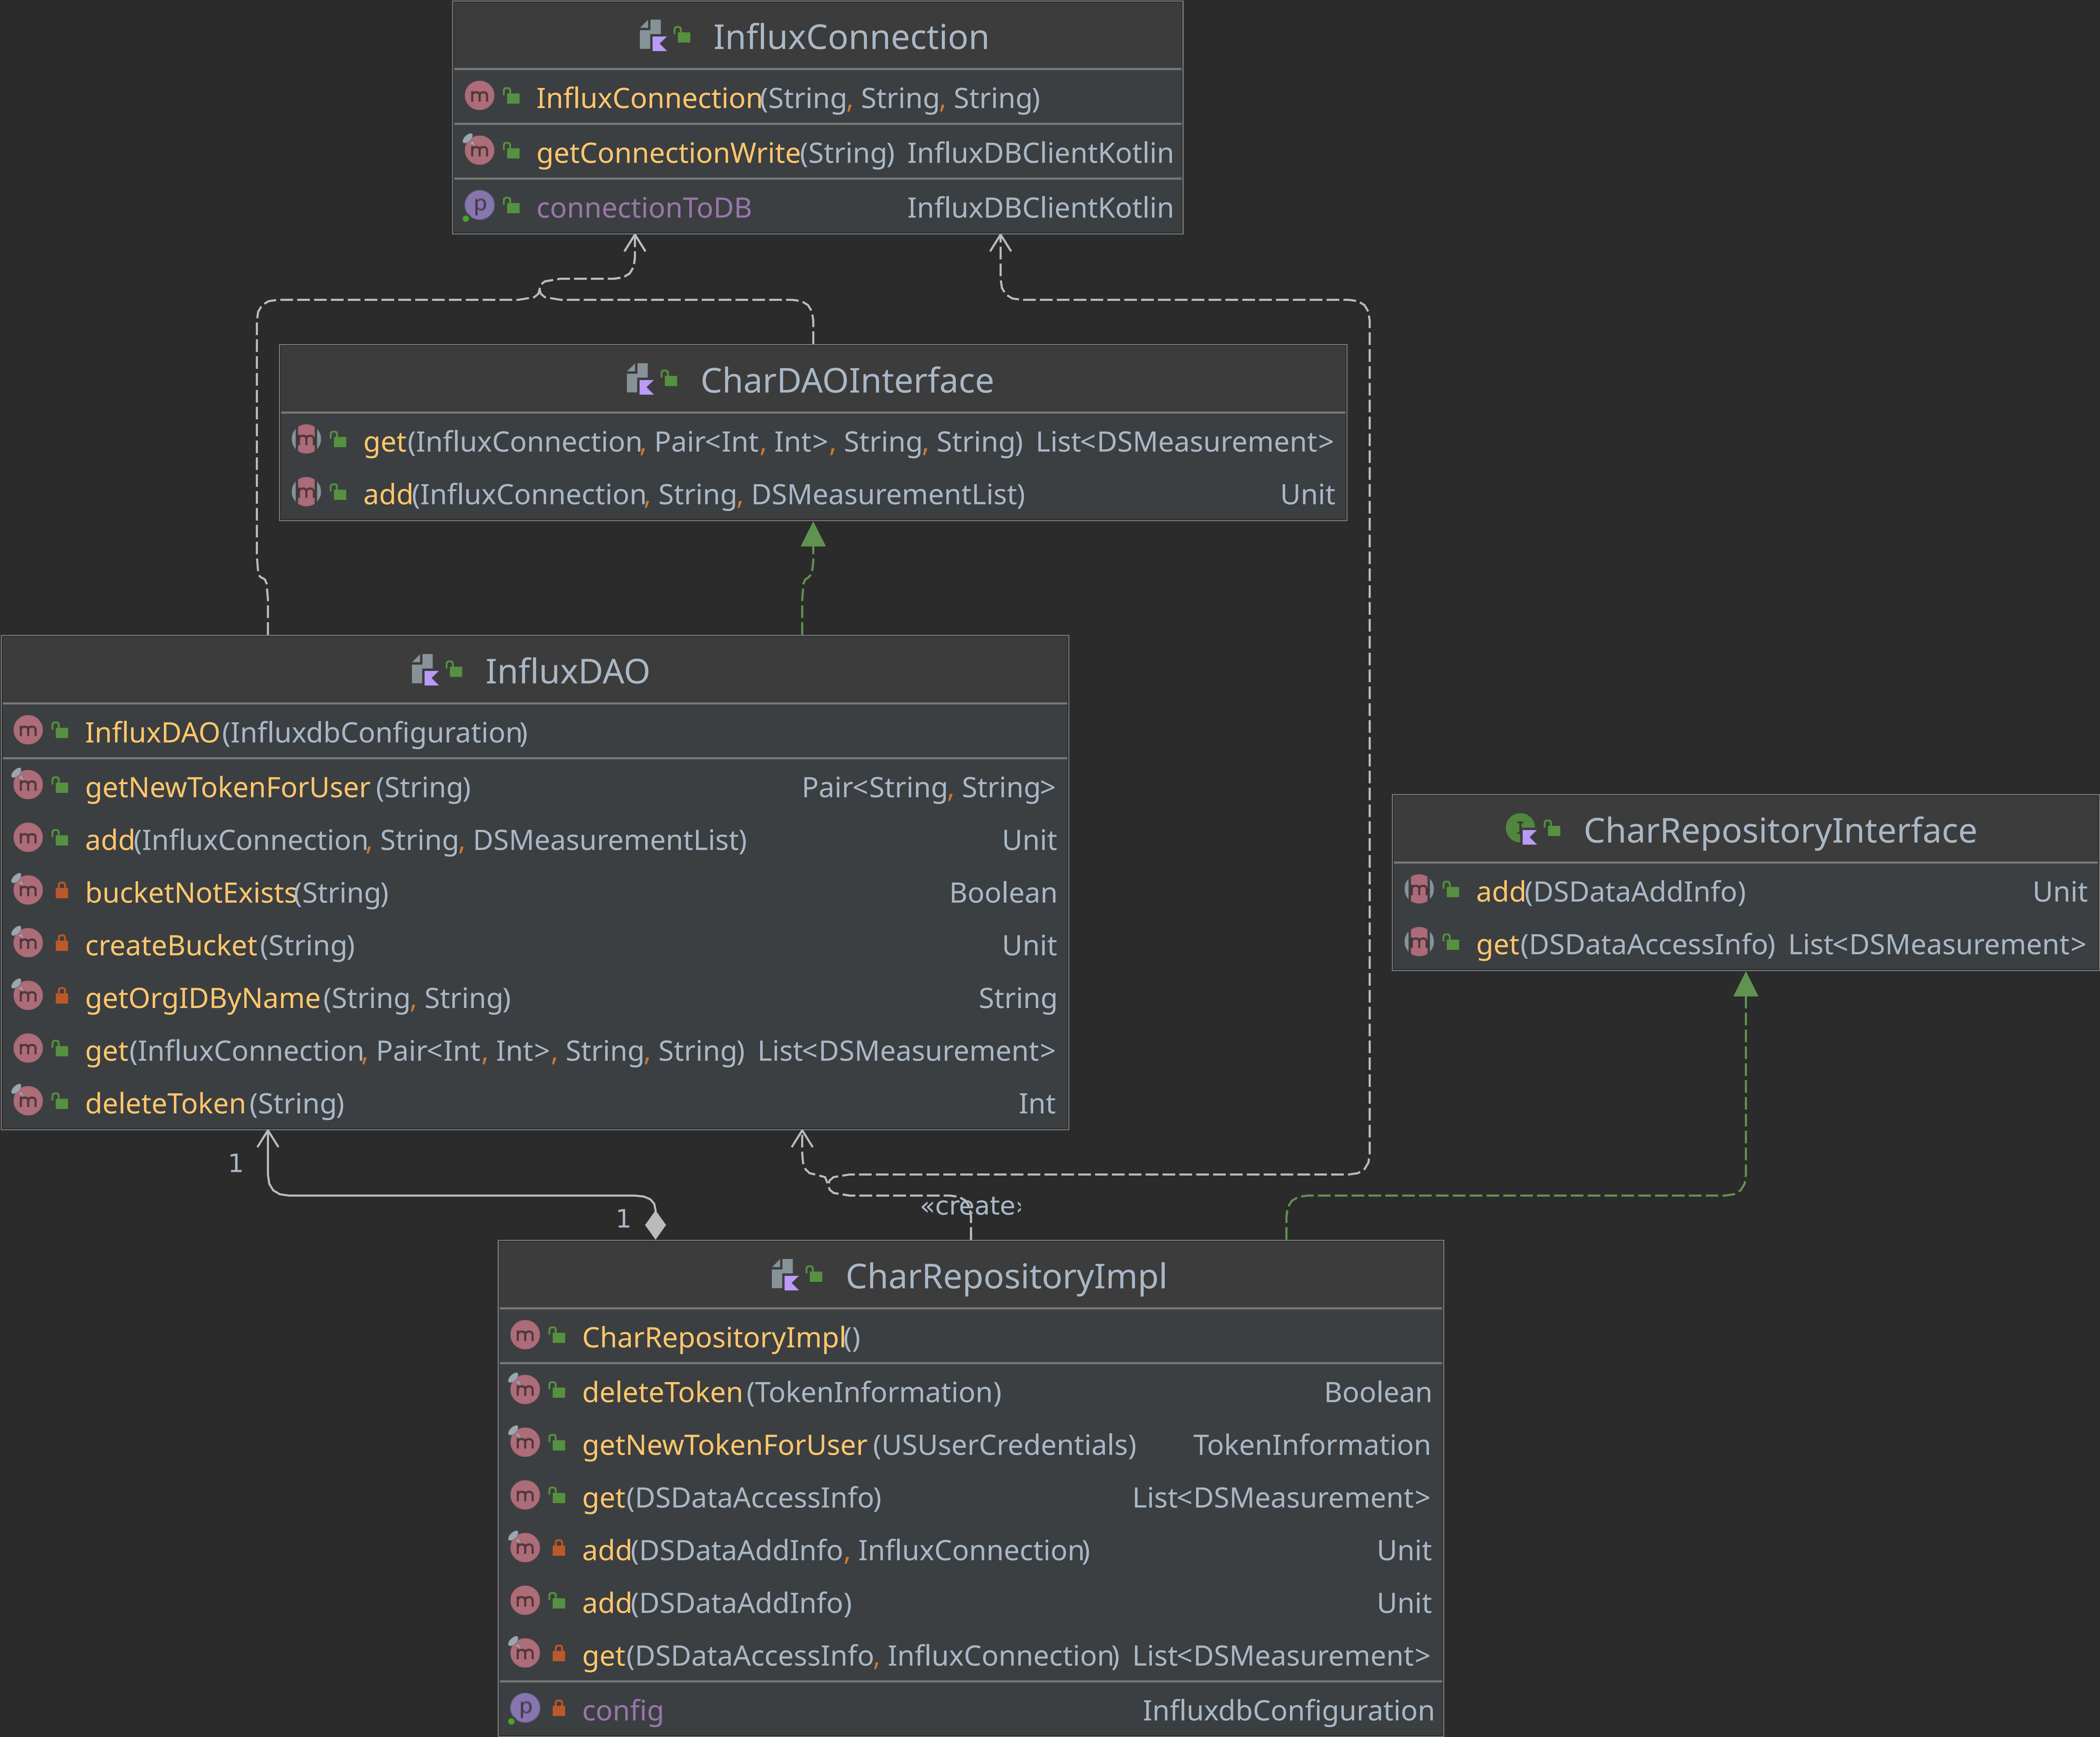 InfluxConnection
InfluxConnection(String, String, String)
getConnectionWrite(String) InfluxDBClientKotlin
connectionToDB InfluxDBClientKotlin
CharDAOInterface
get(InfluxConnection, Pair<Int, Int>, String, String) List<DSMeasurement>
add(InfluxConnection, String, DSMeasurementList) Unit
InfluxDAO
InfluxDAO(InfluxdbConfiguration)
getNewTokenForUser(String) Pair<String, String>
add(InfluxConnection, String, DSMeasurementList) Unit
bucketNotExists(String) Boolean
createBucket(String) Unit
getOrgIDByName(String, String) String
get(InfluxConnection, Pair<Int, Int>, String, String) List<DSMeasurement>
deleteToken(String) Int
CharRepositoryInterface
add(DSDataAddInfo) Unit
get(DSDataAccessInfo) List<DSMeasurement>
1
1
«create›
CharRepositoryImpl
CharRepositoryImpl()
deleteToken(TokenInformation) Boolean
getNewTokenForUser(USUserCredentials) TokenInformation
get(DSDataAccessInfo) List<DSMeasurement>
add(DSDataAddInfo, InfluxConnection) Unit
add(DSDataAddInfo) Unit
get(DSDataAccessInfo, InfluxConnection) List<DSMeasurement>
config InfluxdbConfiguration